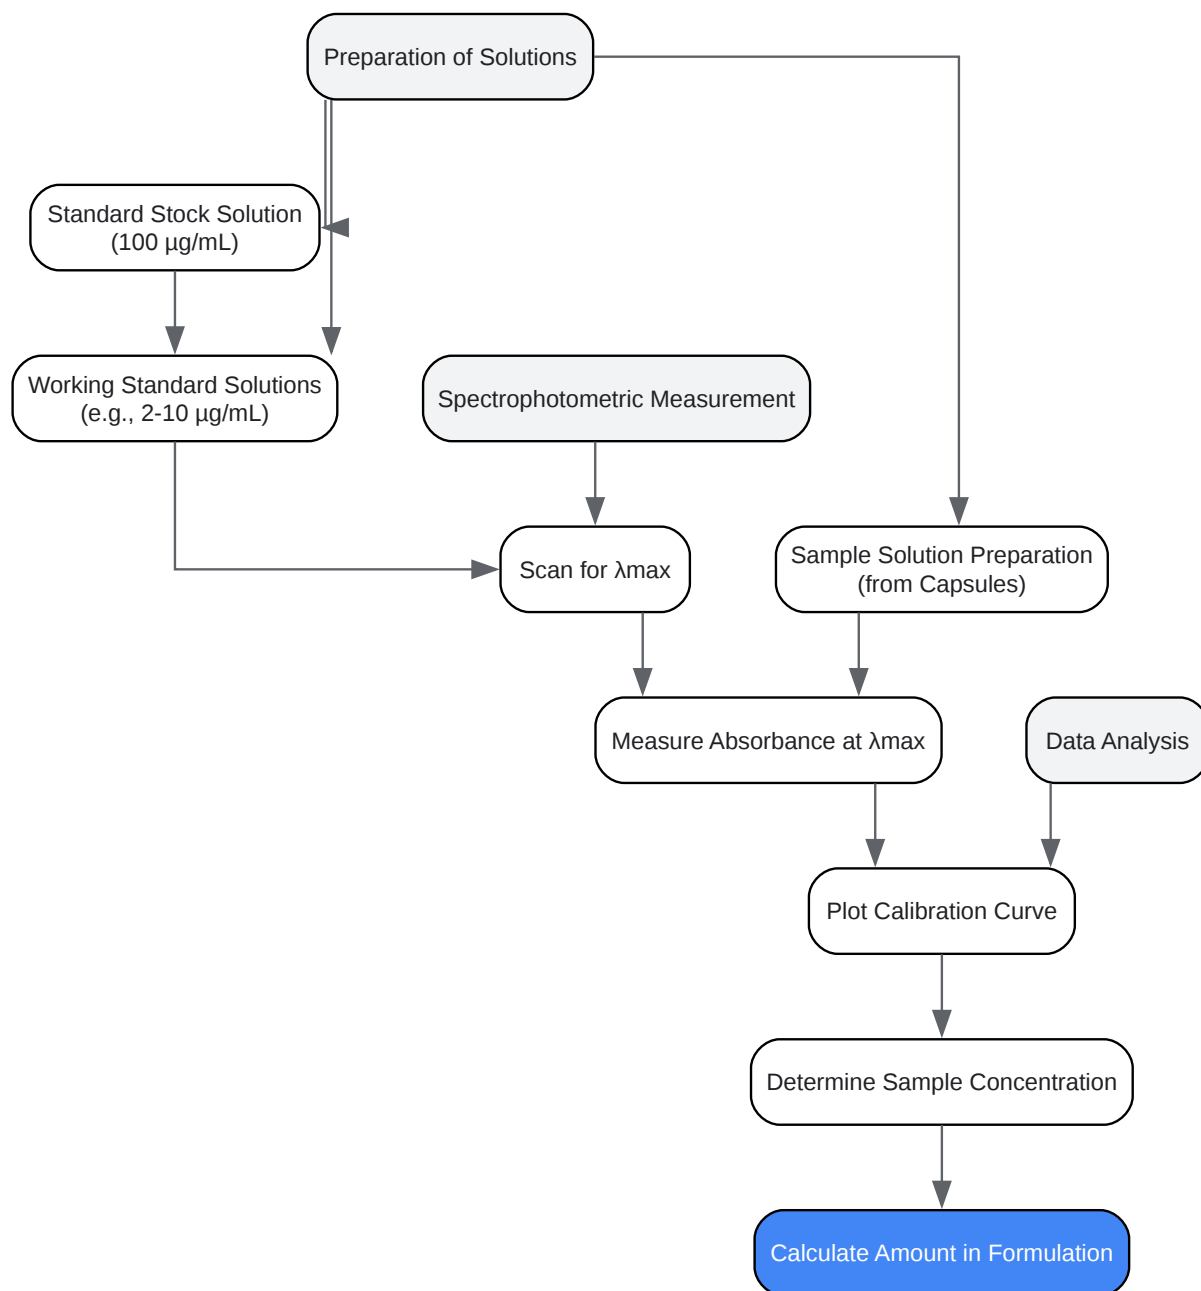 Preparation of Solutions
Standard Stock Solution
(100 µg/mL)
Working Standard Solutions
(e.g., 2-10 µg/mL)
Spectrophotometric Measurement
Scan for λmax
Sample Solution Preparation
(from Capsules)
Measure Absorbance at λmax
Data Analysis
Plot Calibration Curve
Determine Sample Concentration
Calculate Amount in Formulation